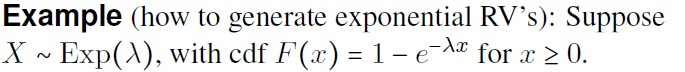 Example (how to generate exponential RV’s): Suppose
X ~ Exp(λ), with cdf F(x) = 1 − e^{−λx} for x ≥ 0.